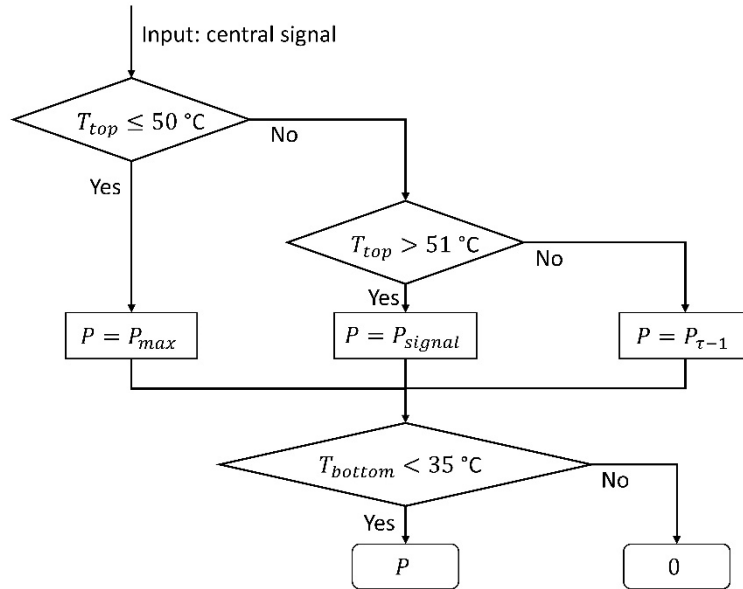 Input: central signal
T_top ≤ 50 °C
No
Yes
T_top > 51 °C
No
Yes
P = P_max
P = P_signal
P = P_τ−1
T_bottom < 35 °C
No
Yes
P
0